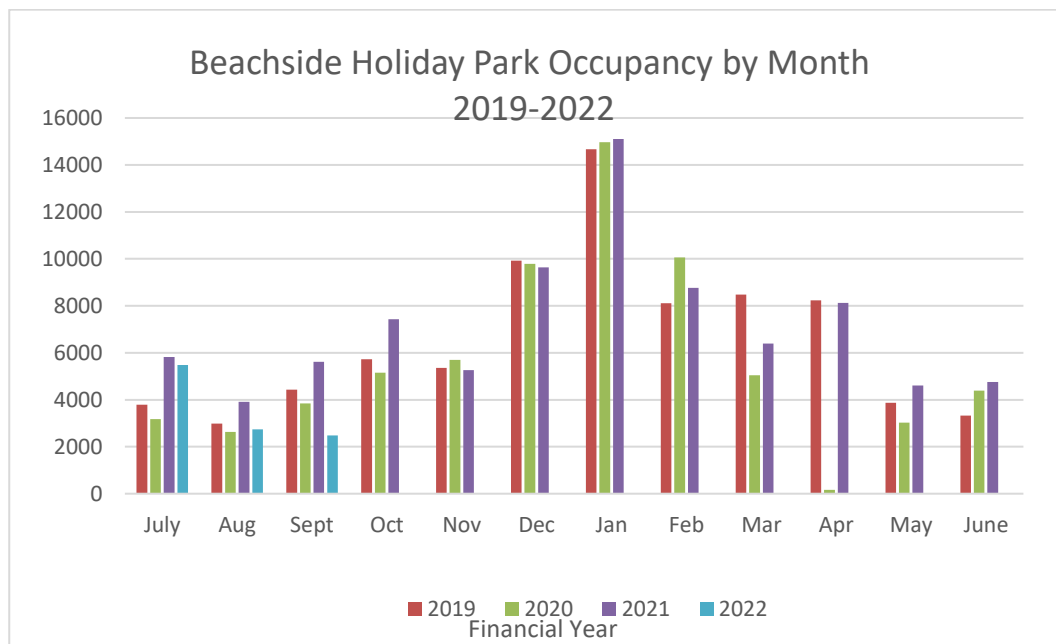 Beachside Holiday Park Occupancy by Month
2019-2022
16000
14000
12000
10000
8000
6000
4000
2000
0
July Aug Sept Oct Nov Dec Jan Feb Mar Apr May June
2019 2020 2021 2022
Financial Year